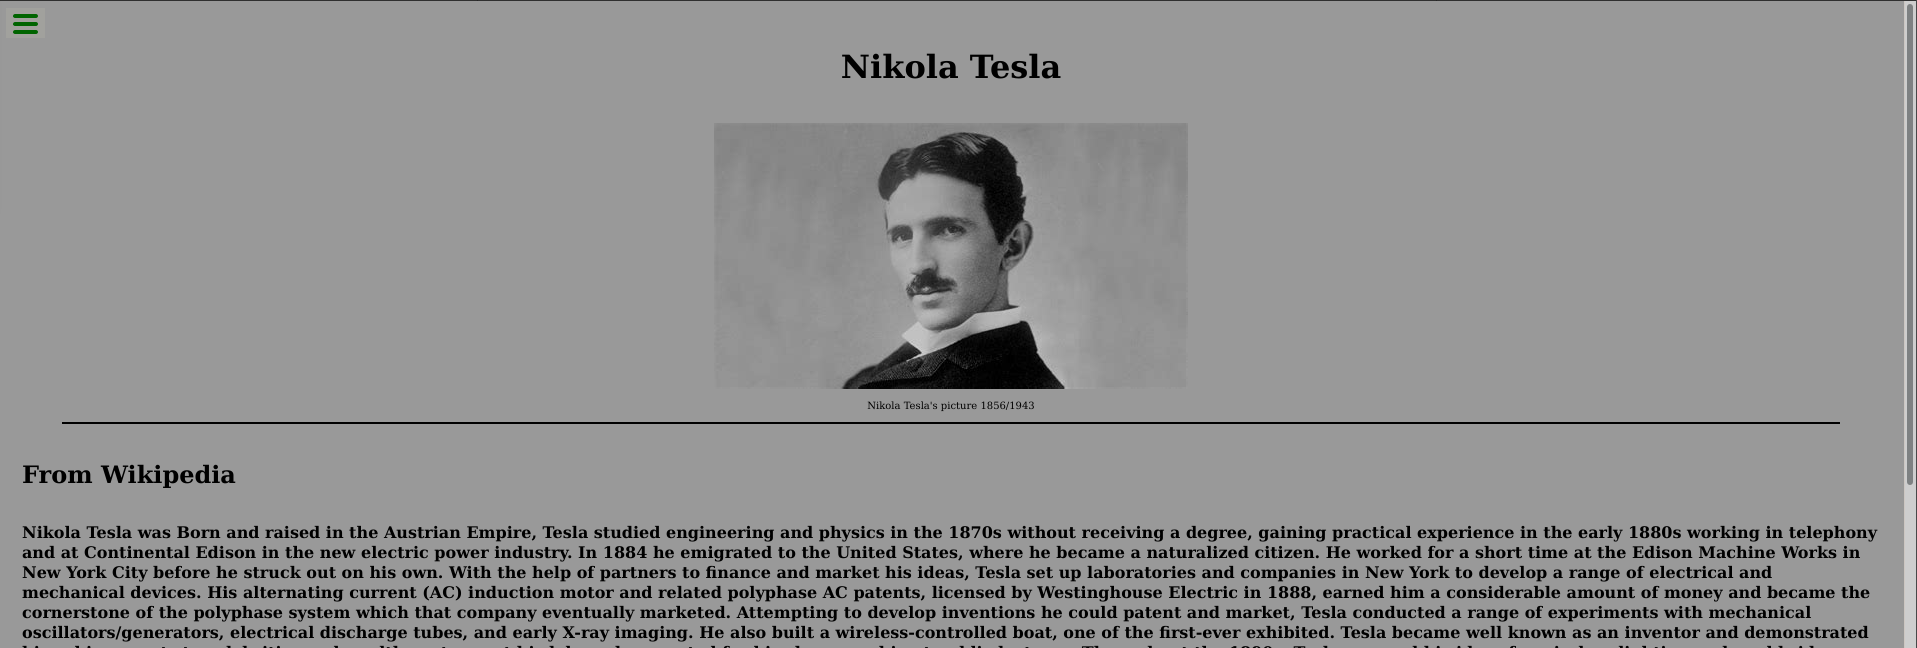 Nikola Tesla
Nikola Tesla's picture 1856/1943
From Wikipedia
Nikola Tesla was Born and raised in the Austrian Empire, Tesla studied engineering and physics in the 1870s without receiving a degree, gaining practical experience in the early 1880s working in telephony
and at Continental Edison in the new electric power industry. In 1884 he emigrated to the United States, where he became a naturalized citizen. He worked for a short time at the Edison Machine Works in
New York City before he struck out on his own. With the help of partners to finance and market his ideas, Tesla set up laboratories and companies in New York to develop a range of electrical and
mechanical devices. His alternating current (AC) induction motor and related polyphase AC patents, licensed by Westinghouse Electric in 1888, earned him a considerable amount of money and became the
cornerstone of the polyphase system which that company eventually marketed. Attempting to develop inventions he could patent and market, Tesla conducted a range of experiments with mechanical
oscillators/generators, electrical discharge tubes, and early X-ray imaging. He also built a wireless-controlled boat, one of the first-ever exhibited. Tesla became well known as an inventor and demonstrated